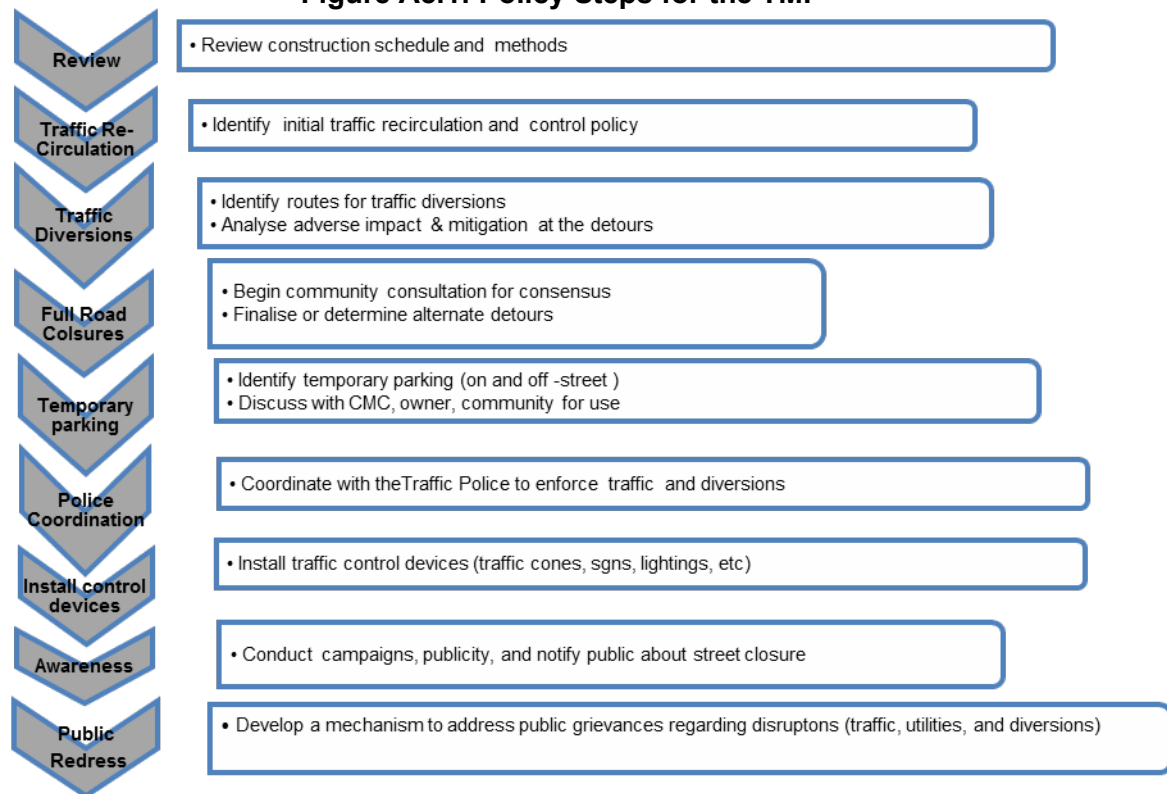 Policy Steps for the
Review
• Review construction schedule and methods
Traffic Re-
Circulation
• Identify initial traffic recirculation and control policy
Traffic
Diversions
• Identify routes for traffic diversions
• Analyse adverse impact & mitigation at the detours
Full Road
Colsures
• Begin community consultation for consensus
• Finalise or determine alternate detours
Temporary
parking
• Identify temporary parking (on and off -street )
• Discuss with CMC, owner, community for use
Police
Coordination
• Coordinate with theTraffic Police to enforce traffic and diversions
Install control
devices
• Install traffic control devices (traffic cones, sgns, lightings, etc)
Awareness
• Conduct campaigns, publicity, and notify public about street closure
Public
Redress
• Develop a mechanism to address public grievances regarding disruptons (traffic, utilities, and diversions)